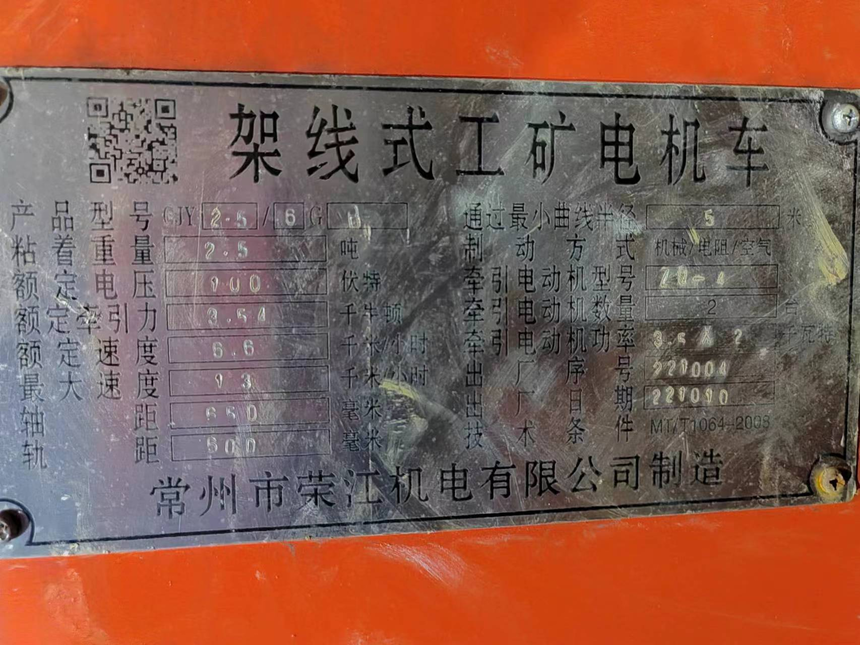 架线式工矿电机车
产品型号 CJY 2.5 / 6 G
粘着重量 2.5 吨
额定电压 100 伏特
额定牵引力 3.54 千牛顿
额定速度 6.6 千米/小时
最大速度 13 千米/小时
轴距 650 毫米
轨距 600 毫米
通过最小曲线半径 5 米
制动方式 机械/电阻/空气
牵引电动机型号
牵引电动机数量 2
牵引电动机功率 千瓦特
出厂序号 221004
出厂日期 221010
技术条件 MT/T1064-2008
常州市荣江机电有限公司制造